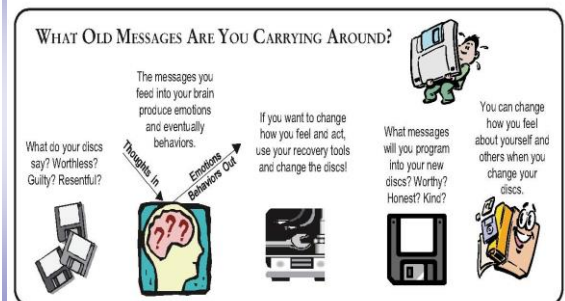 WHAT OLD MESSAGES ARE YOU CARRYING AROUND?
What do your discs
say? Worthless?
Guilty? Resentful?
The messages you
feed into your brain
produce emotions
and eventually
behaviors.
Thoughts In
Emotions
Behaviors Out
???
If you want to change
how you feel and act,
use your recovery tools
and change the discs!
What messages
will you program
into your new
discs? Worthy?
Honest? Kind?
You can change
how you feel
about yourself and
others when you
change your
discs.